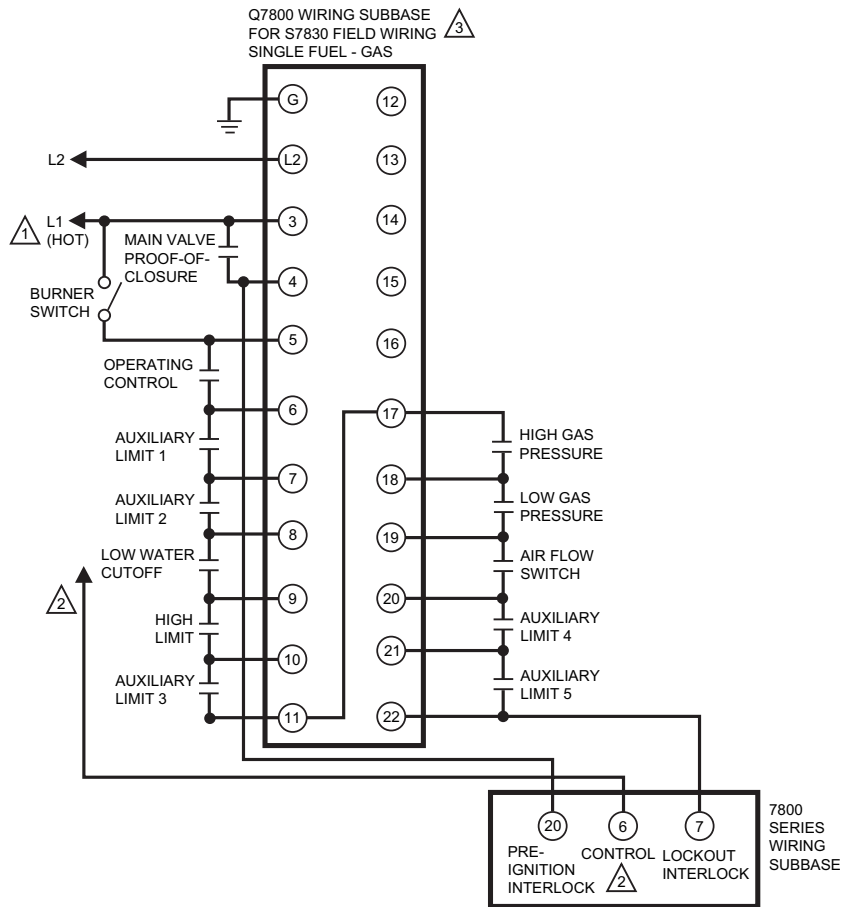 Q7800 WIRING SUBBASE
FOR S7830 FIELD WIRING
SINGLE FUEL - GAS
3
G
12
L2
L2
13
1
L1
(HOT)
3
14
MAIN VALVE
PROOF-OF-
CLOSURE
4
15
BURNER
SWITCH
5
16
OPERATING
CONTROL
6
17
HIGH GAS
PRESSURE
AUXILIARY
LIMIT 1
7
18
LOW GAS
PRESSURE
AUXILIARY
LIMIT 2
8
19
AIR FLOW
SWITCH
LOW WATER
CUTOFF
2
9
20
AUXILIARY
LIMIT 4
HIGH
LIMIT
10
21
AUXILIARY
LIMIT 5
AUXILIARY
LIMIT 3
11
22
7800
SERIES
WIRING
SUBBASE
20
6
7
PRE-
IGNITION
INTERLOCK
CONTROL
2
LOCKOUT
INTERLOCK